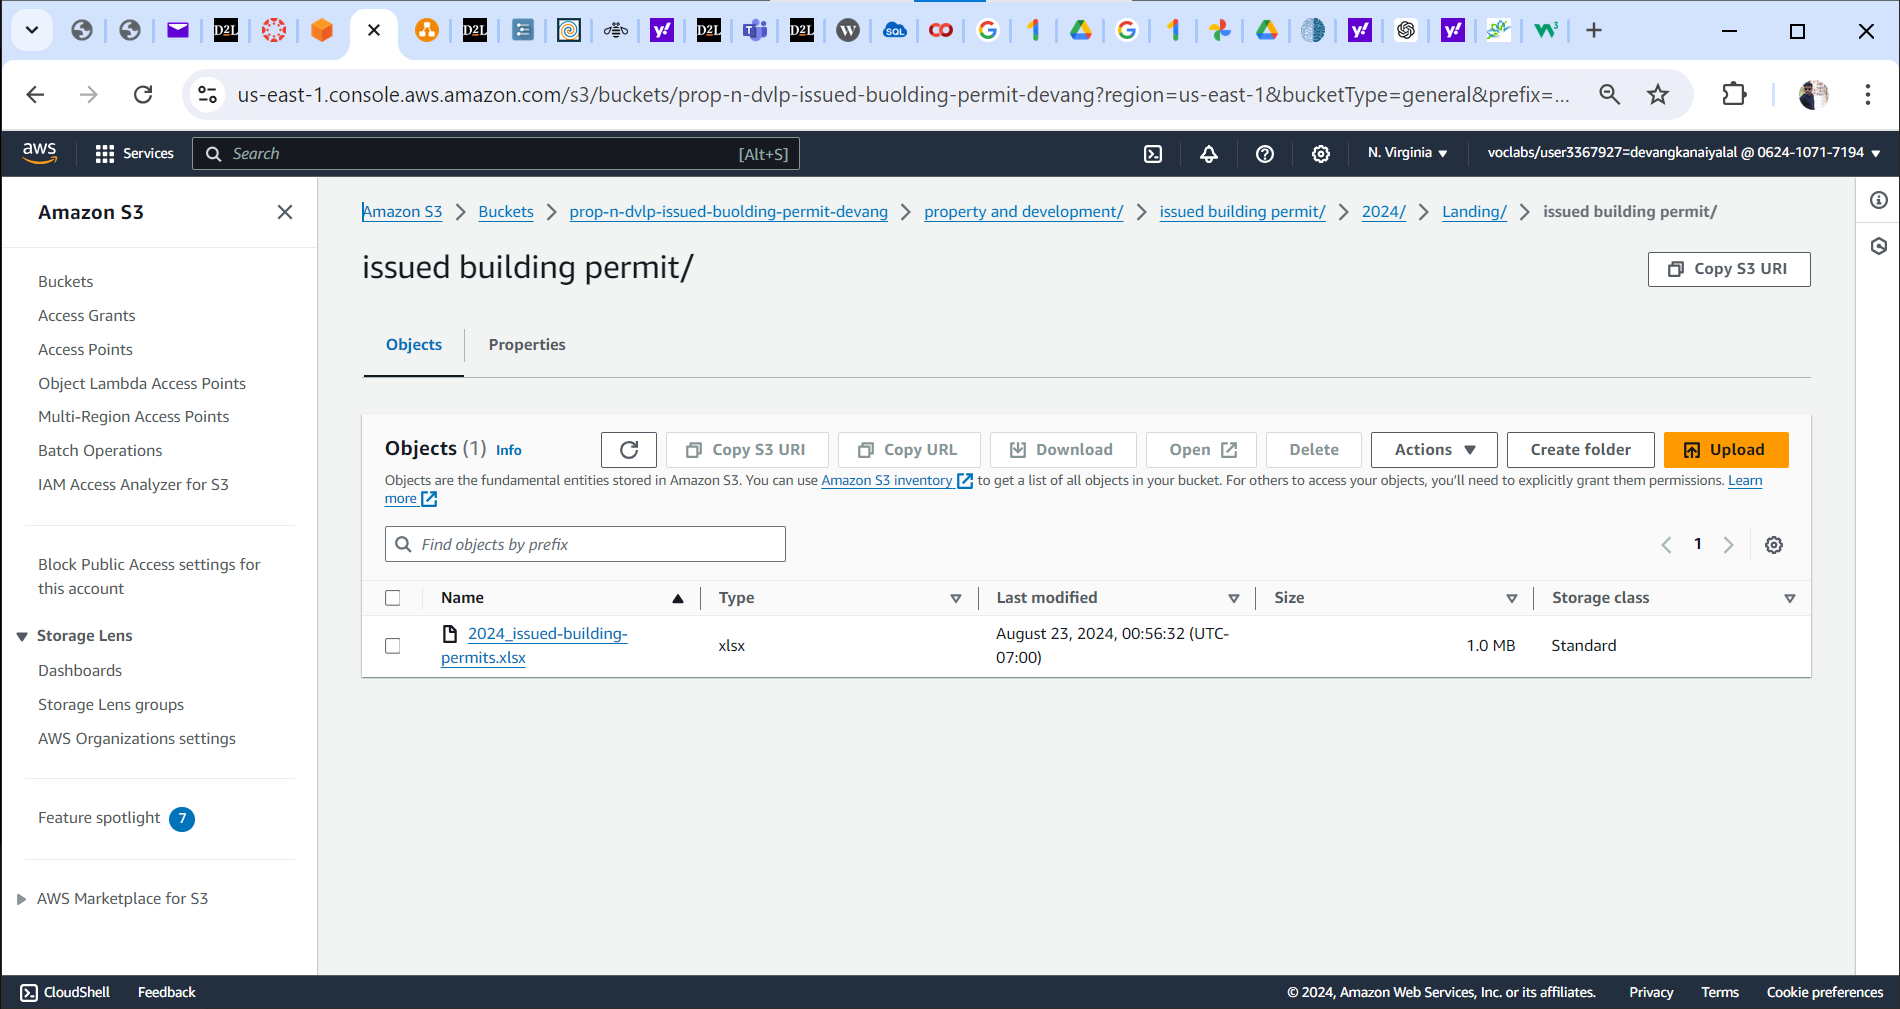 us-east-1.console.aws.amazon.com/s3/buckets/prop-n-dvlp-issued-buolding-permit-devang?region=us-east-1&bucketType=general&prefix=...
aws
Services
Search
[Alt+S]
N. Virginia
voclabs/user3367927=devangkanaiyalal @ 0624-1071-7194
Amazon S3
Buckets
Access Grants
Access Points
Object Lambda Access Points
Multi-Region Access Points
Batch Operations
IAM Access Analyzer for S3
Block Public Access settings for
this account
Storage Lens
Dashboards
Storage Lens groups
AWS Organizations settings
Feature spotlight 7
AWS Marketplace for S3
Amazon S3 > Buckets > prop-n-dvlp-issued-buolding-permit-devang > property and development/ > issued building permit/ > 2024/ > Landing/ > issued building permit/
issued building permit/
Copy S3 URI
Objects
Properties
Objects (1) Info
Copy S3 URI
Copy URL
Download
Open
Delete
Actions
Create folder
Upload
Objects are the fundamental entities stored in Amazon S3. You can use Amazon S3 inventory to get a list of all objects in your bucket. For others to access your objects, you'll need to explicitly grant them permissions. Learn
more
Find objects by prefix
1
Name
Type
Last modified
Size
Storage class
2024_issued-building-
permits.xlsx
xlsx
August 23, 2024, 00:56:32 (UTC-
07:00)
1.0 MB
Standard
CloudShell
Feedback
© 2024, Amazon Web Services, Inc. or its affiliates.
Privacy
Terms
Cookie preferences